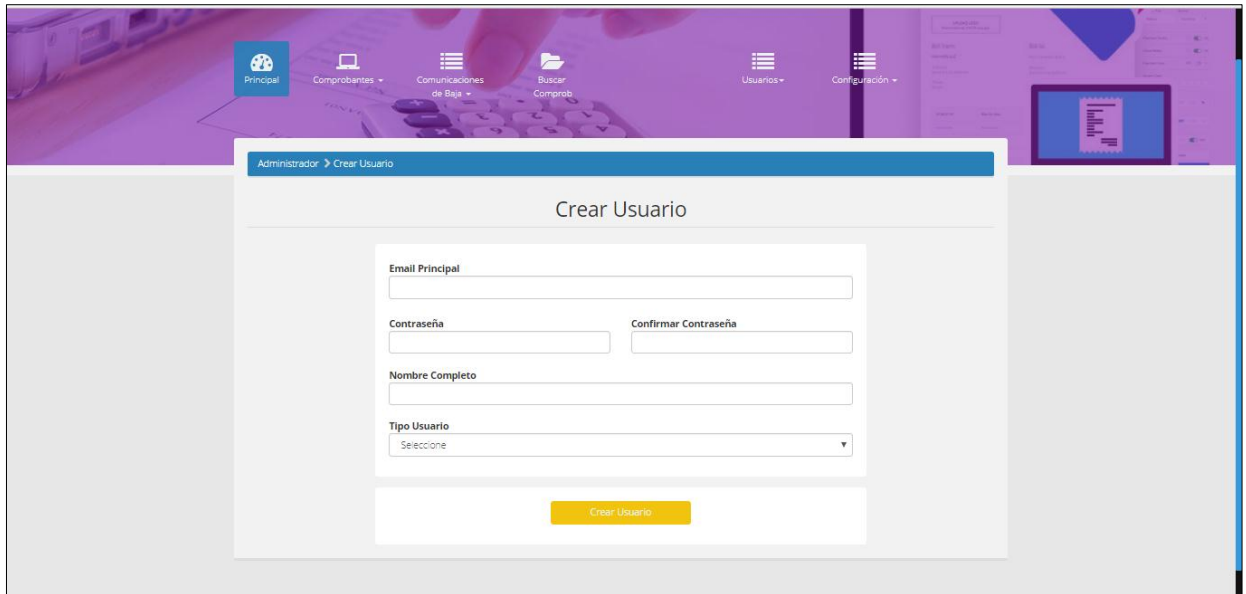 Principal
Comprobantes
Comunicaciones
de Baja
Buscar
Comprob
Usuarios
Configuración
Administrador > Crear Usuario
Crear Usuario
Email Principal
Contraseña Confirmar Contraseña
Nombre Completo
Tipo Usuario
Seleccione
Crear Usuario